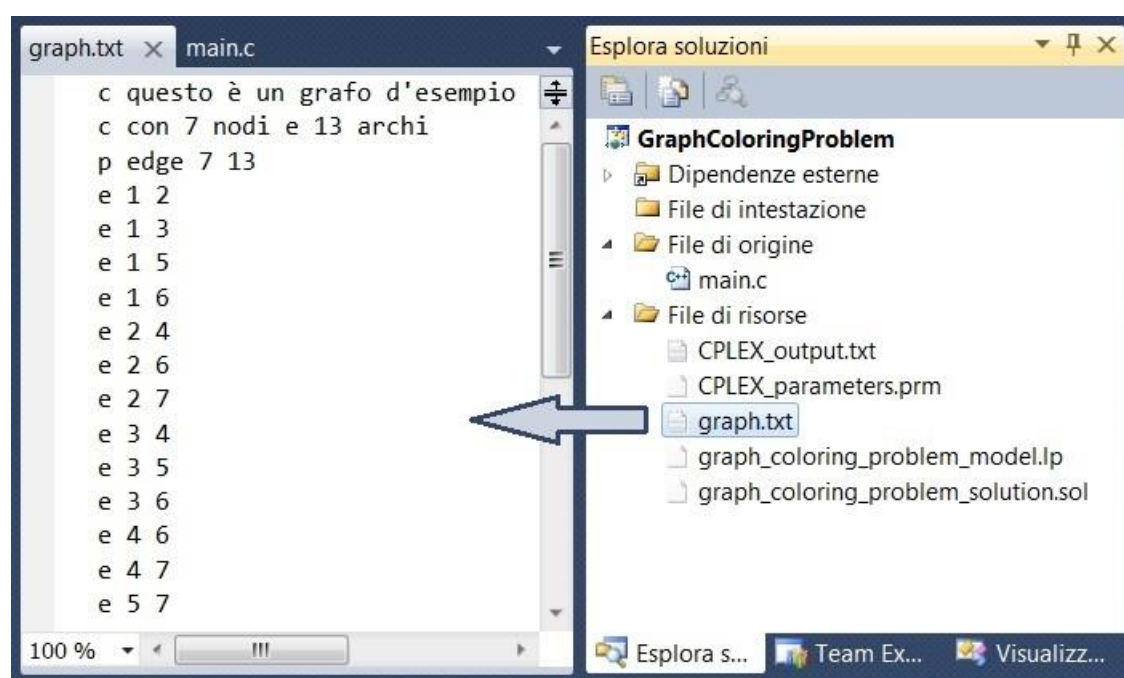 graph.txt
main.c
c questo è un grafo d'esempio
c con 7 nodi e 13 archi
p edge 7 13
e 1 2
e 1 3
e 1 5
e 1 6
e 2 4
e 2 6
e 2 7
e 3 4
e 3 5
e 3 6
e 4 6
e 4 7
e 5 7
100 %
Esplora soluzioni
GraphColoringProblem
Dipendenze esterne
File di intestazione
File di origine
main.c
File di risorse
CPLEX_output.txt
CPLEX_parameters.prm
graph.txt
graph_coloring_problem_model.lp
graph_coloring_problem_solution.sol
Esplora s... Team Ex... Visualizz...